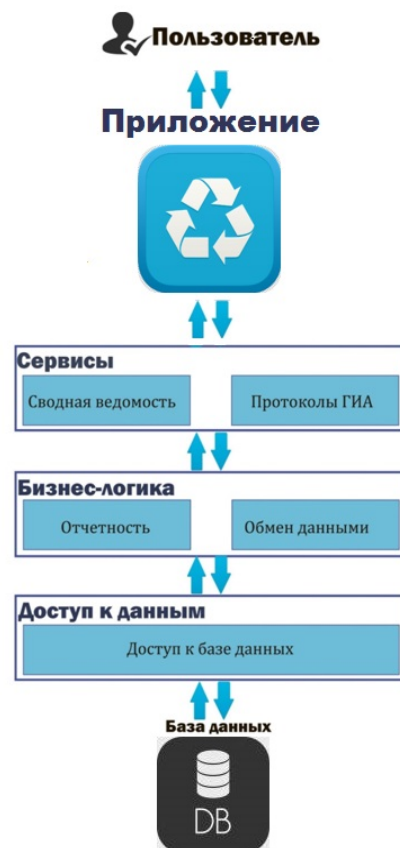 Пользователь
Приложение
Сервисы
Сводная ведомость
Протоколы ГИА
Бизнес-логика
Отчетность
Обмен данными
Доступ к данным
Доступ к базе данных
База данных
DB